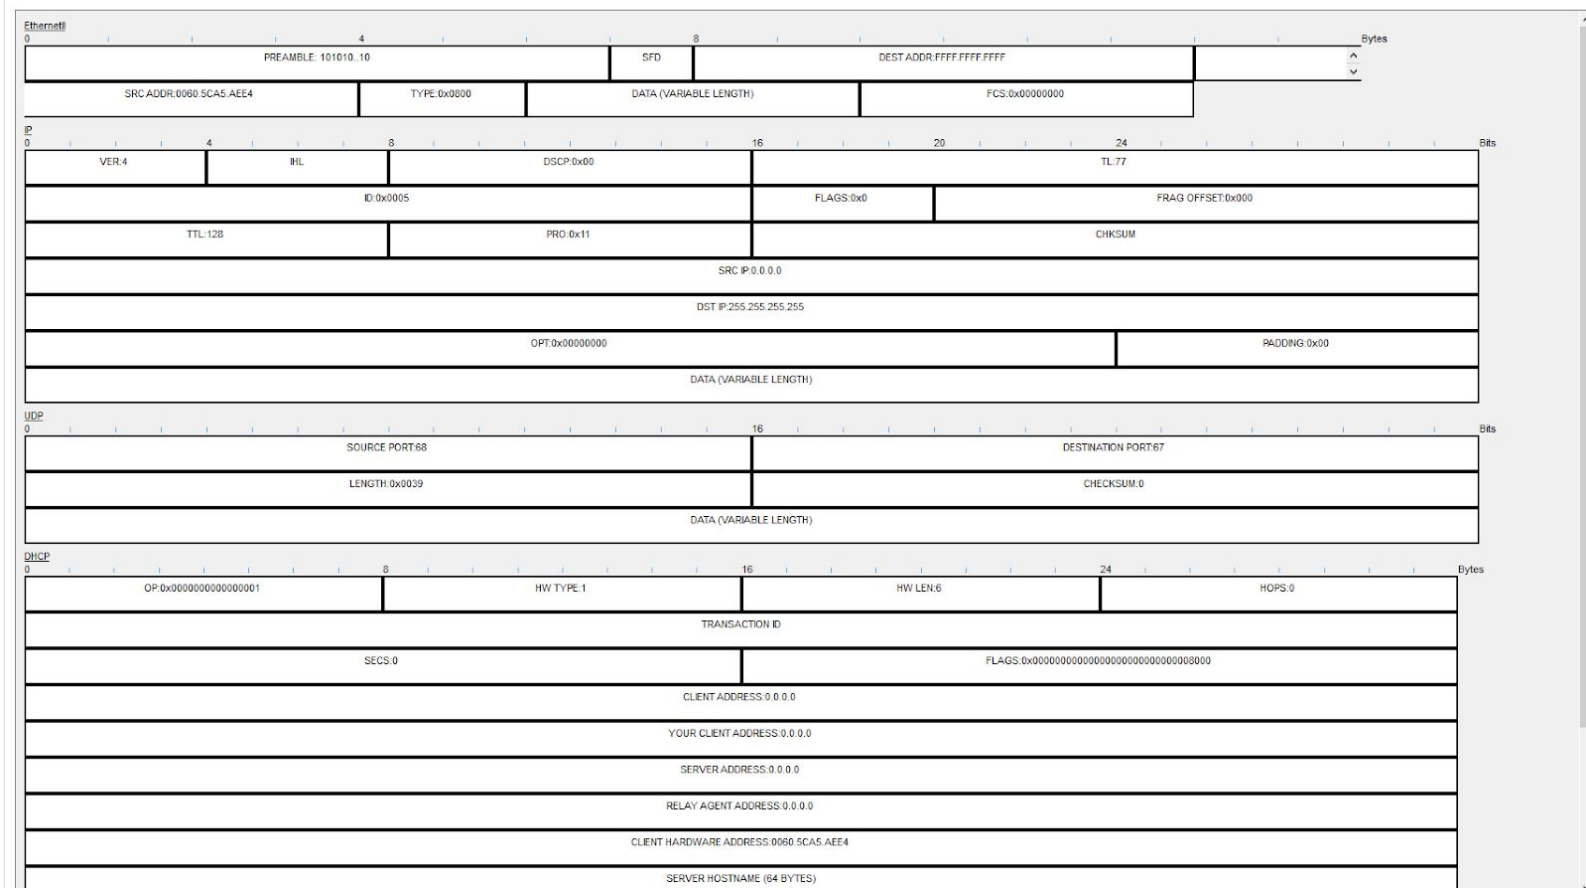 EthernetII
0 4 8 Bytes
PREAMBLE: 101010..10 SFD DEST ADDR:FFFF.FFFF.FFFF
SRC ADDR:0060.5CA5.AEE4 TYPE:0x0800 DATA (VARIABLE LENGTH) FCS:0x00000000
IP
0 4 8 16 20 24 Bits
VER:4 IHL DSCP:0x00 TL:77
ID:0x0005 FLAGS:0x0 FRAG OFFSET:0x000
TTL:128 PRO:0x11 CHKSUM
SRC IP:0.0.0.0
DST IP:255.255.255.255
OPT:0x00000000 PADDING:0x00
DATA (VARIABLE LENGTH)
UDP
0 16 Bits
SOURCE PORT:68 DESTINATION PORT:67
LENGTH:0x0039 CHECKSUM:0
DATA (VARIABLE LENGTH)
DHCP
0 8 16 24 Bytes
OP:0x0000000000000001 HW TYPE:1 HW LEN:6 HOPS:0
TRANSACTION ID
SECS:0 FLAGS:0x00000000000000000000000000008000
CLIENT ADDRESS:0.0.0.0
YOUR CLIENT ADDRESS:0.0.0.0
SERVER ADDRESS:0.0.0.0
RELAY AGENT ADDRESS:0.0.0.0
CLIENT HARDWARE ADDRESS:0060.5CA5.AEE4
SERVER HOSTNAME (64 BYTES)